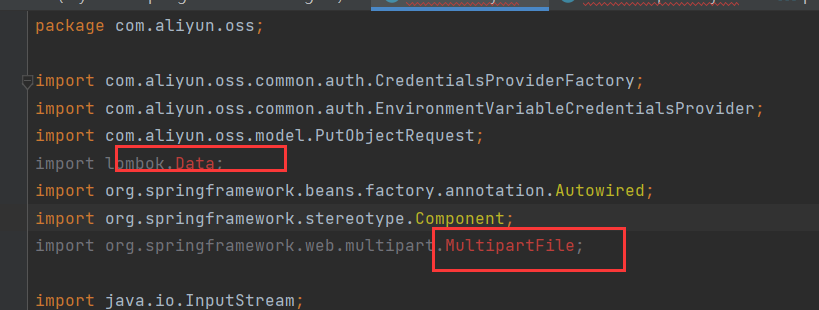 package com.aliyun.oss;
import com.aliyun.oss.common.auth.CredentialsProviderFactory;
import com.aliyun.oss.common.auth.EnvironmentVariableCredentialsProvider;
import com.aliyun.oss.model.PutObjectRequest;
import lombok.Data;
import org.springframework.beans.factory.annotation.Autowired;
import org.springframework.stereotype.Component;
import org.springframework.web.multipart.MultipartFile;
import java.io.InputStream;